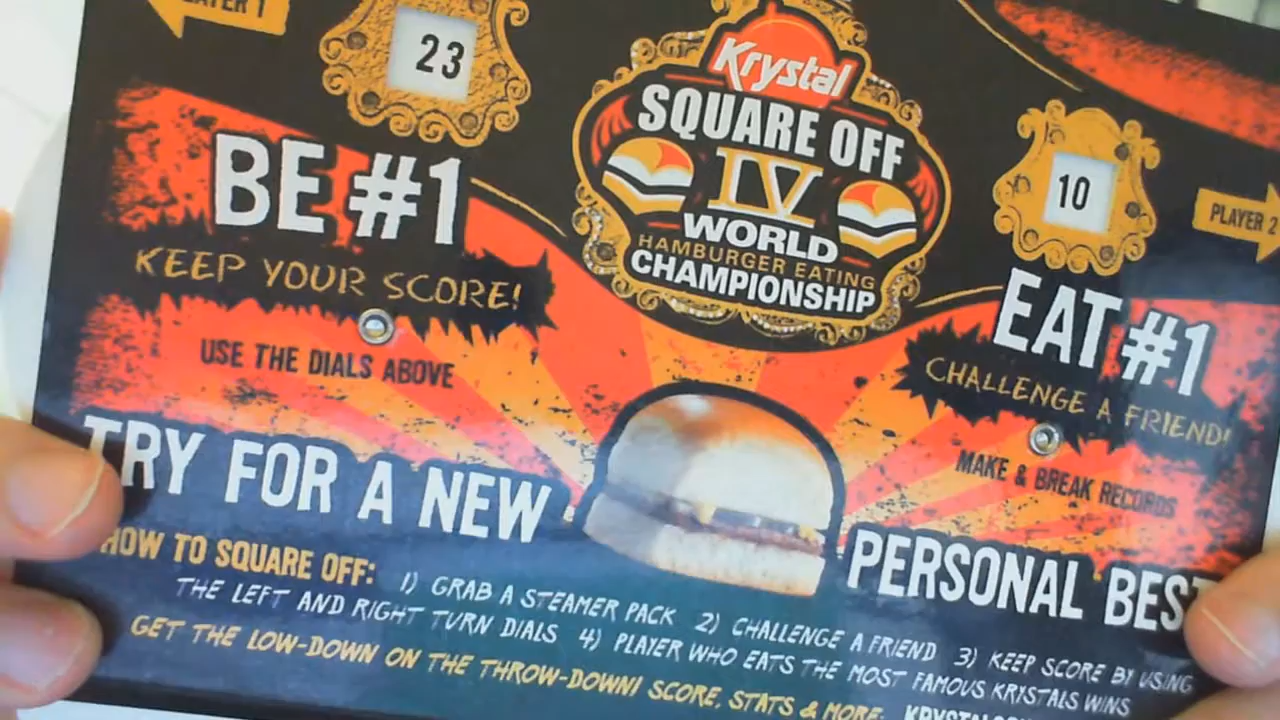 PLAYER 1
23
Krystal
SQUARE OFF
IV
WORLD
HAMBURGER EATING
CHAMPIONSHIP
10
PLAYER 2
BE #1
KEEP YOUR SCORE!
USE THE DIALS ABOVE
EAT #1
CHALLENGE A FRIEND!
MAKE & BREAK RECORDS
TRY FOR A NEW
PERSONAL BEST
HOW TO SQUARE OFF: 1) GRAB A STEAMER PACK 2) CHALLENGE A FRIEND 3) KEEP SCORE BY USING
THE LEFT AND RIGHT TURN DIALS 4) PLAYER WHO EATS THE MOST FAMOUS KRYSTALS WINS
GET THE LOW-DOWN ON THE THROW-DOWN! SCORE, STATS & MORE: